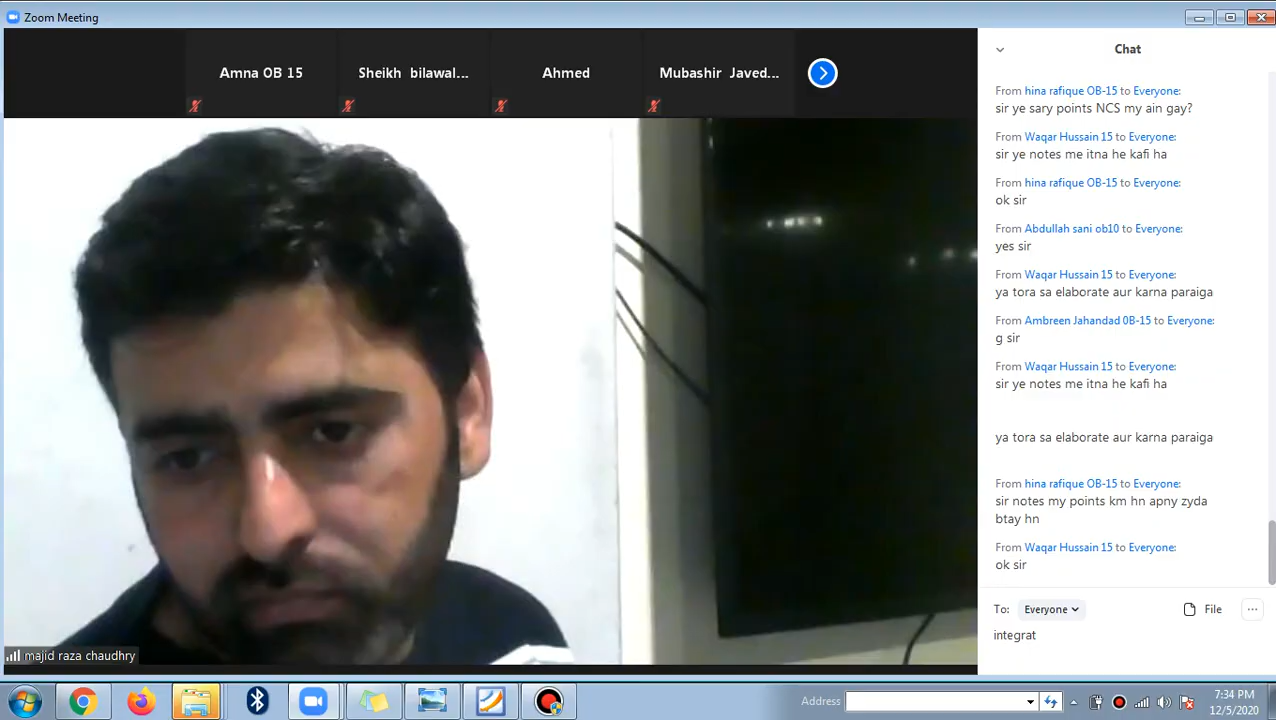 Zoom Meeting
Amna OB 15
Sheikh bilawal...
Ahmed
Mubashir Javed...
majid raza chaudhry
Chat
From hina rafique OB-15 to Everyone:
sir ye sary points NCS my ain gay?
From Waqar Hussain 15 to Everyone:
sir ye notes me itna he kafi ha
From hina rafique OB-15 to Everyone:
ok sir
From Abdullah sani ob10 to Everyone:
yes sir
From Waqar Hussain 15 to Everyone:
ya tora sa elaborate aur karna paraiga
From Ambreen Jahandad 0B-15 to Everyone:
g sir
From Waqar Hussain 15 to Everyone:
sir ye notes me itna he kafi ha
ya tora sa elaborate aur karna paraiga
From hina rafique OB-15 to Everyone:
sir notes my points km hn apny zyda
btay hn
From Waqar Hussain 15 to Everyone:
ok sir
To: Everyone
File
integrat
Address
7:34 PM
12/5/2020